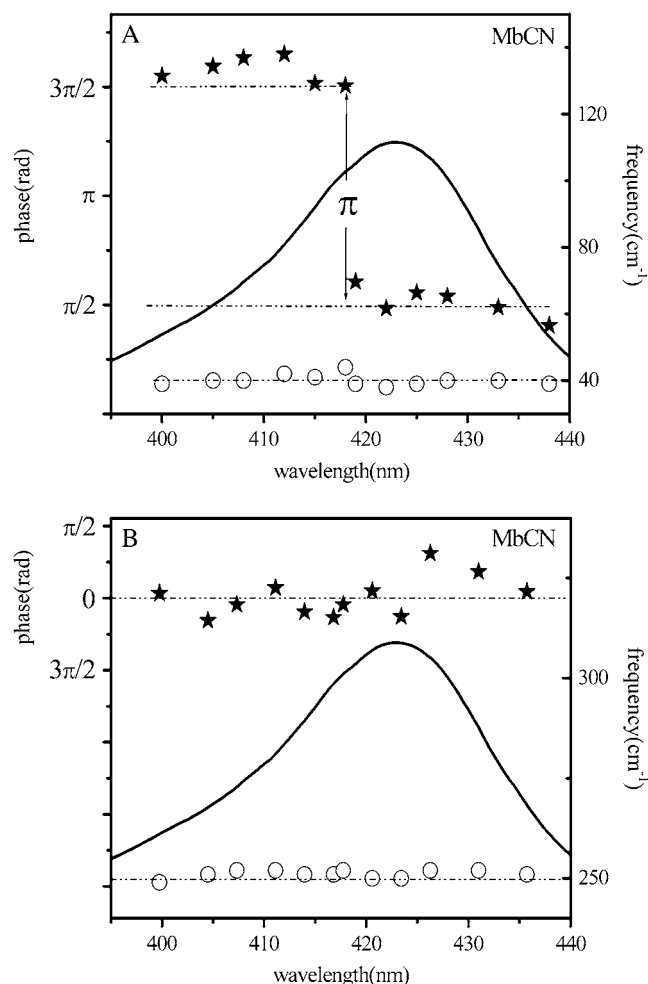 A
MbCN
3π/2
π
π/2
phase(rad)
π
120
80
40
frequency(cm⁻¹)
400 410 420 430 440
wavelength(nm)
B
MbCN
π/2
0
3π/2
phase(rad)
300
250
frequency(cm⁻¹)
400 410 420 430 440
wavelength(nm)